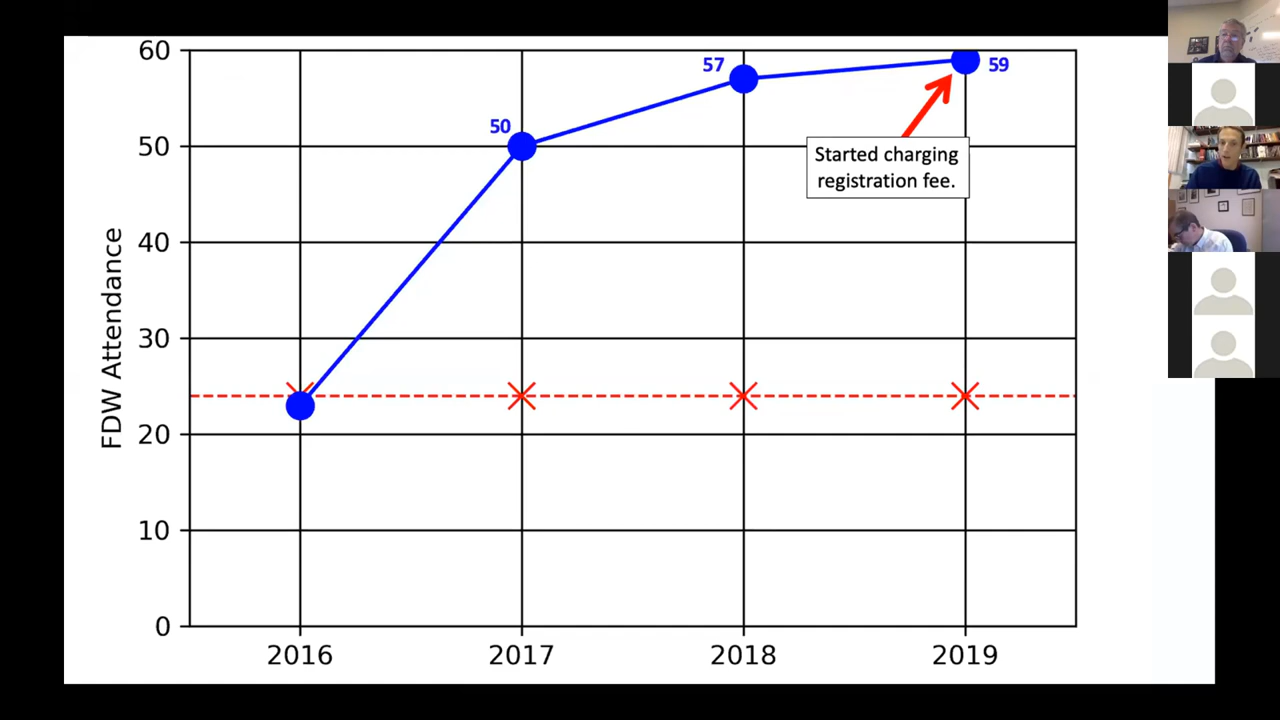 60
57
59
50
50
Started charging
registration fee.
40
FDW Attendance
30
20
10
0
2016 2017 2018 2019